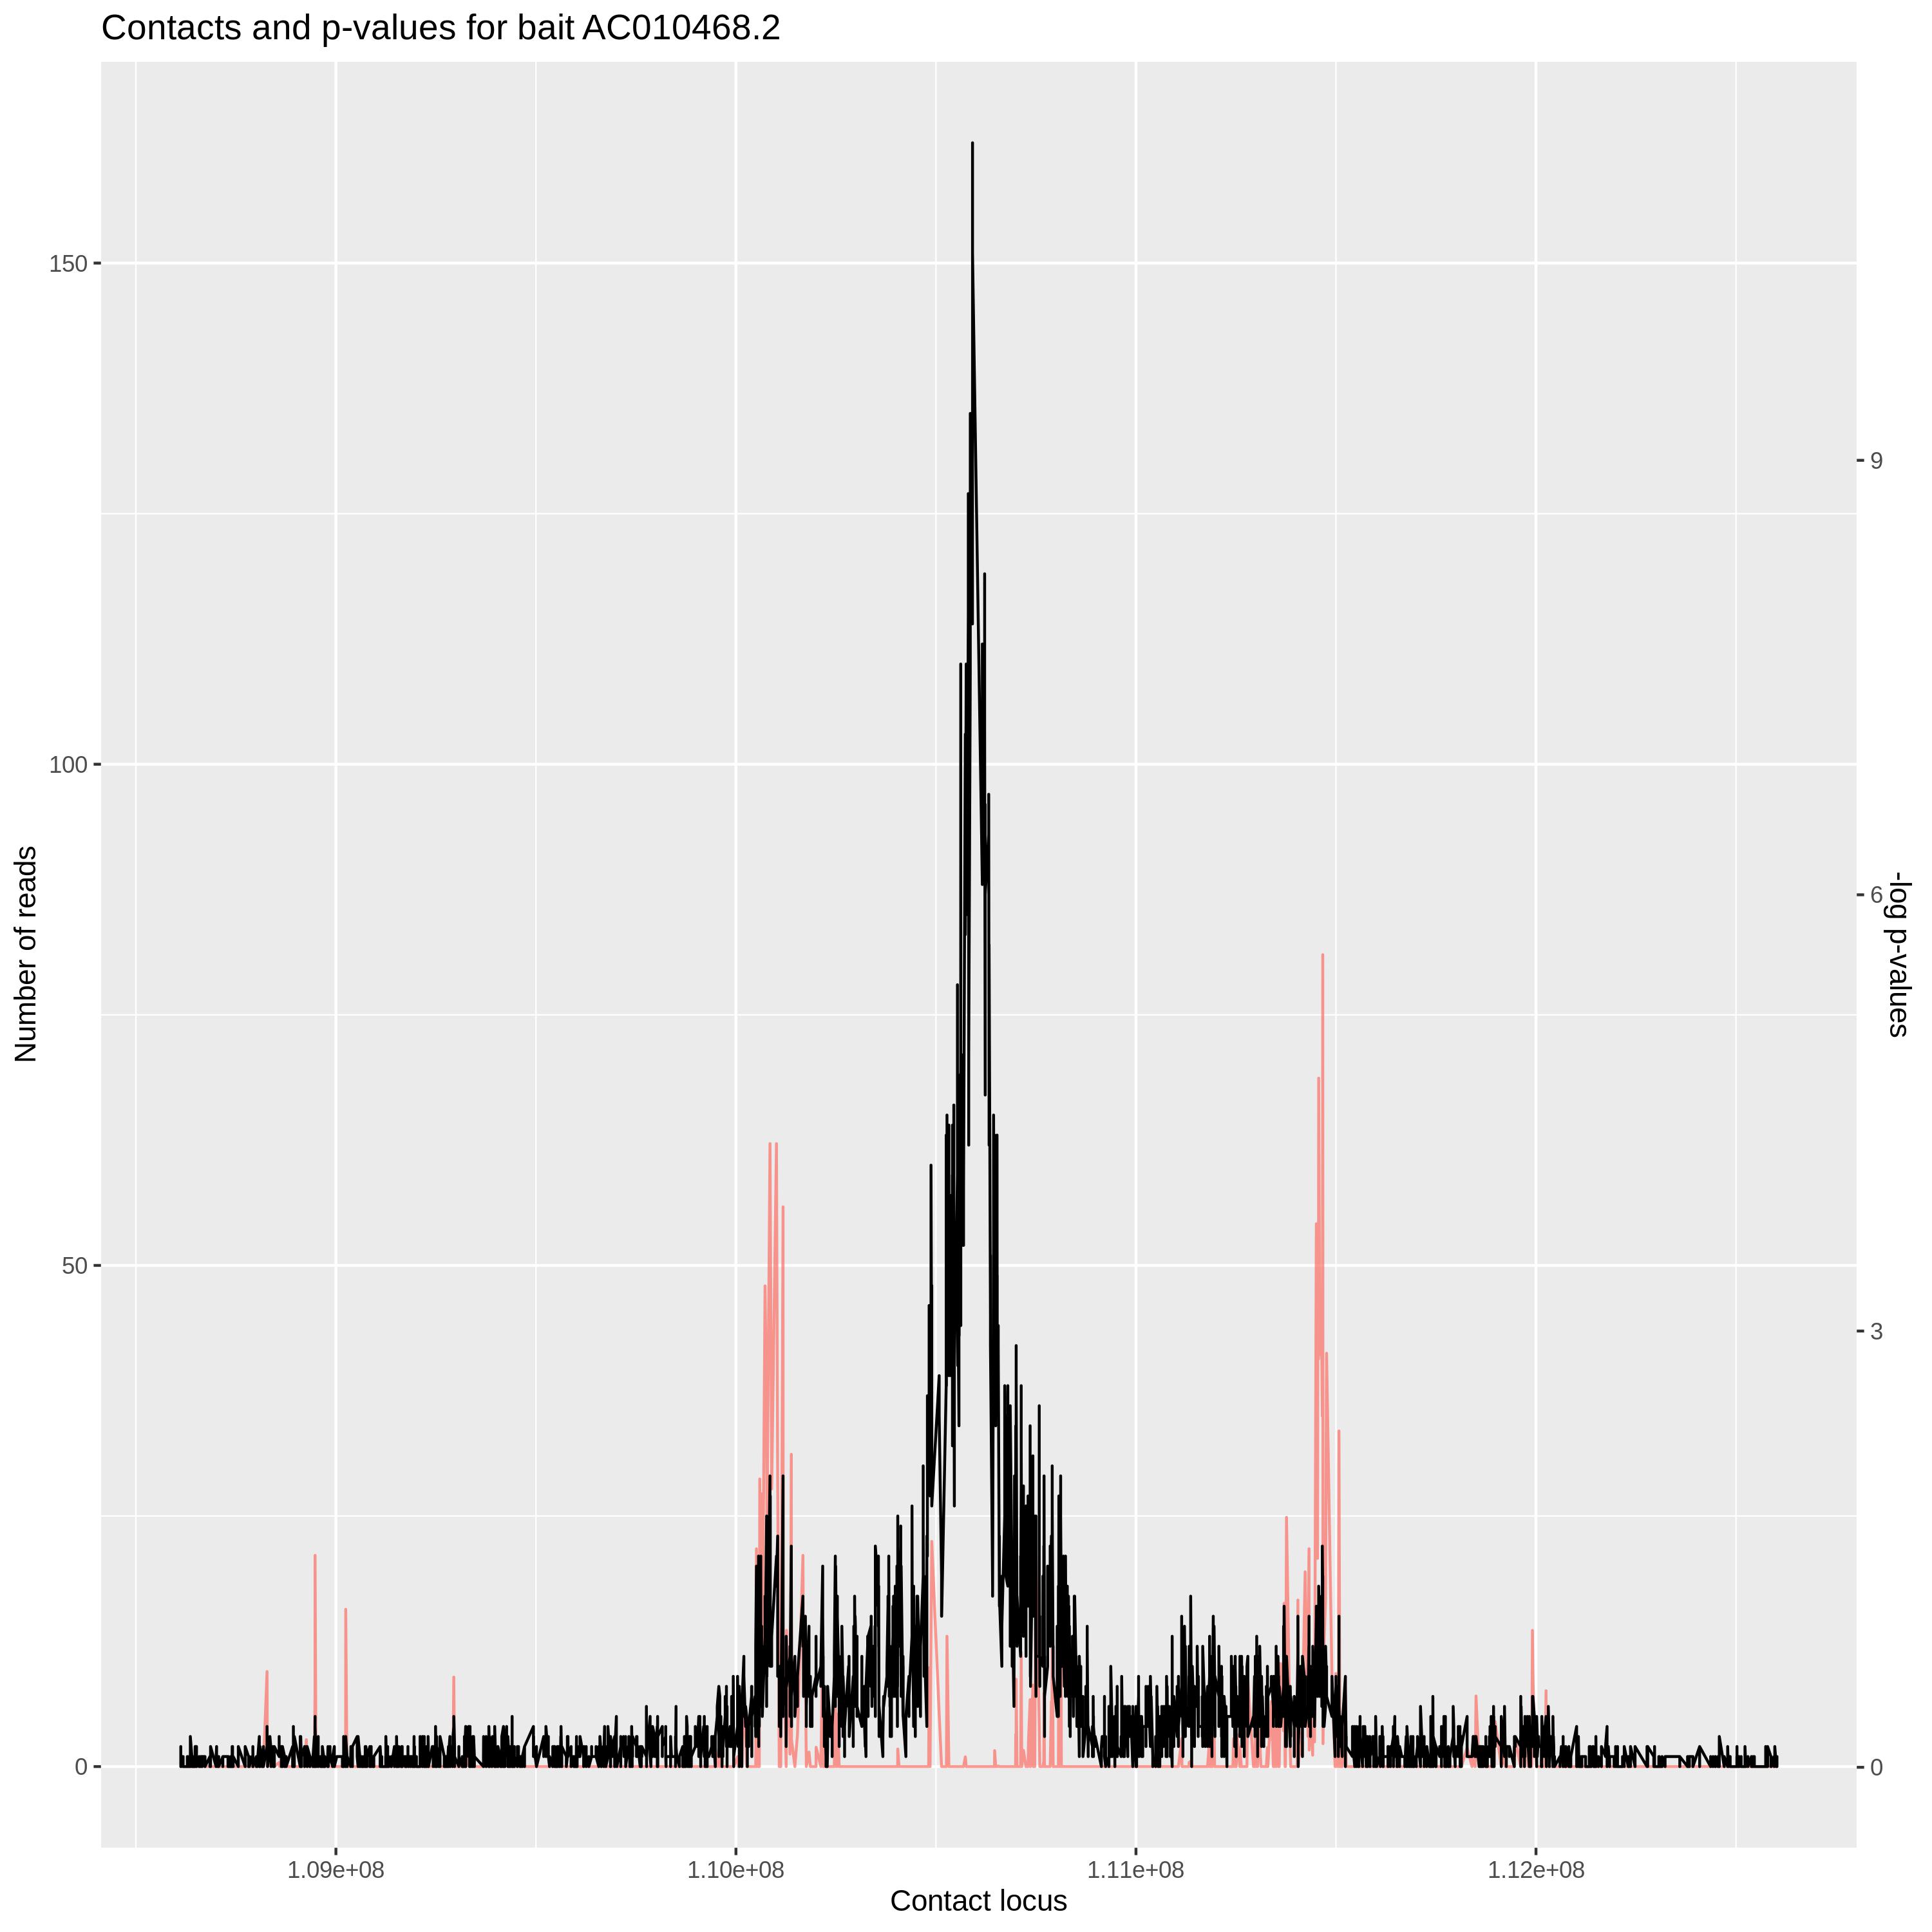 Contacts and p-values for bait AC010468.2
150
100
50
0
Number of reads
9
6
3
0
-log p-values
1.09e+08
1.10e+08
1.11e+08
1.12e+08
Contact locus